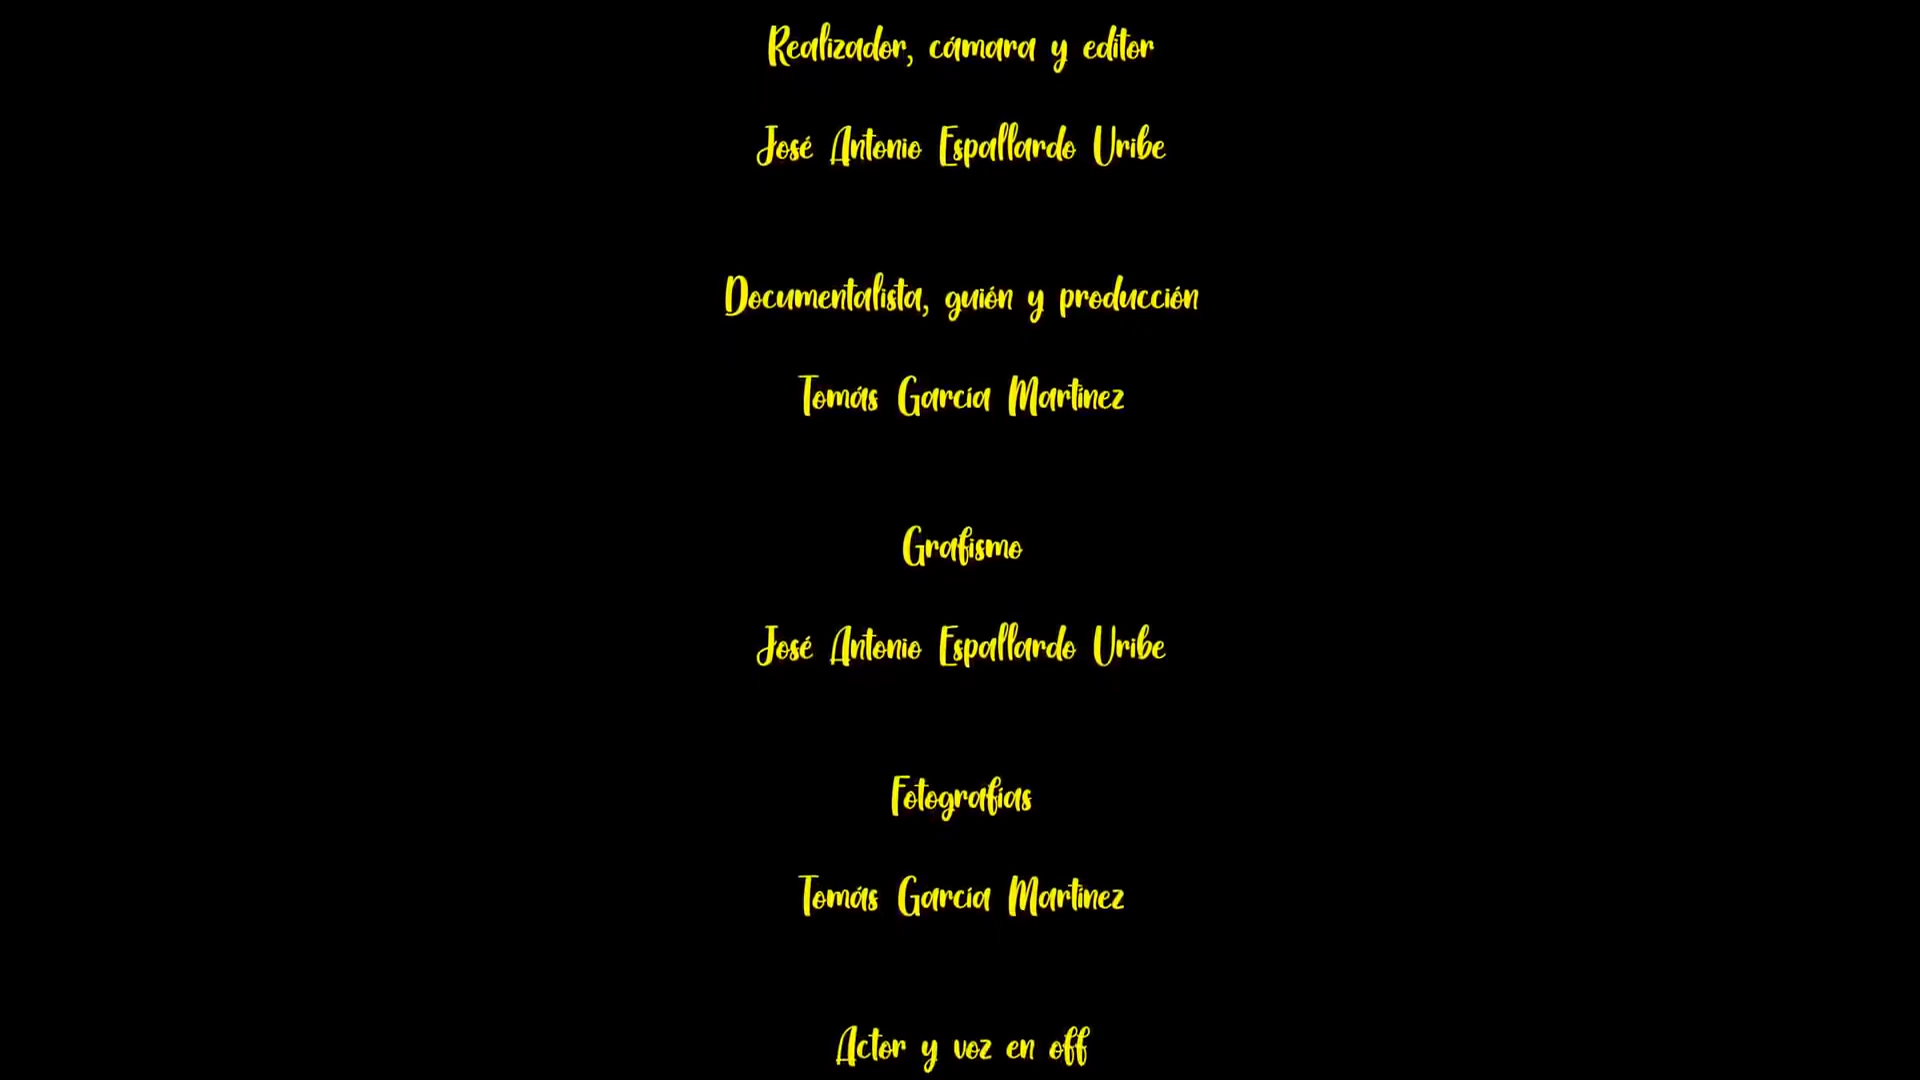 Realizador, cámara y editor
José Antonio Espallardo Uribe
Documentalista, guión y producción
Tomás García Martínez
Grafismo
José Antonio Espallardo Uribe
Fotografías
Tomás García Martínez
Actor y voz en off